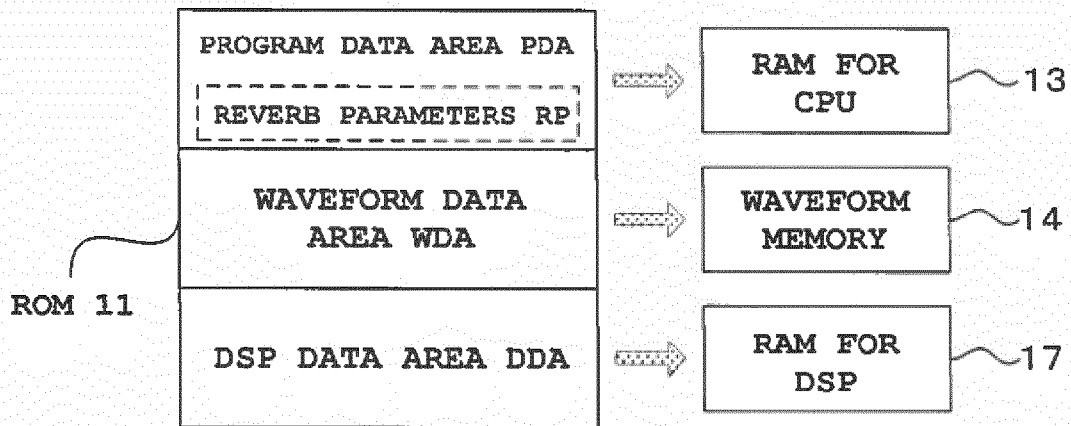 PROGRAM DATA AREA PDA
REVERB PARAMETERS RP
RAM FOR
CPU
13
WAVEFORM DATA
AREA WDA
WAVEFORM
MEMORY
14
ROM 11
DSP DATA AREA DDA
RAM FOR
DSP
17